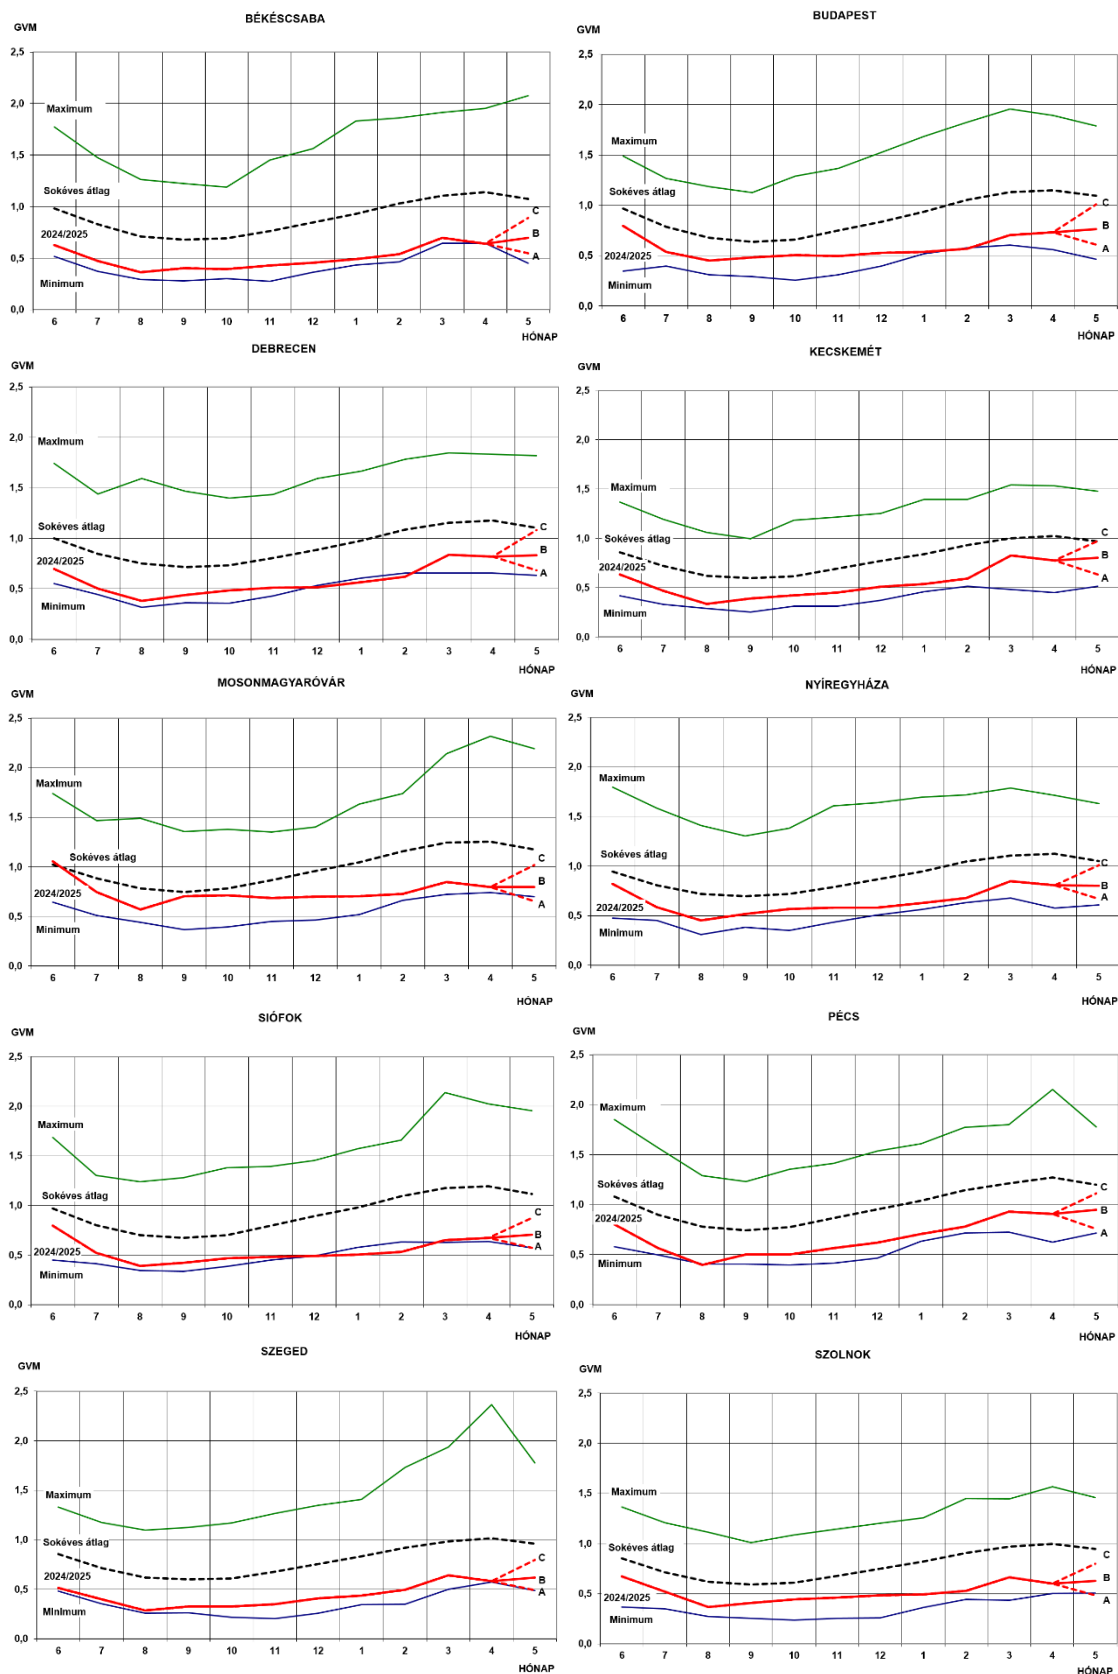 BÉKÉSCSABA
GVM
2,5
2,0
1,5
1,0
0,5
0,0
Maximum
Sokéves átlag
2024/2025
Minimum
C
B
A
6 7 8 9 10 11 12 1 2 3 4 5
HÓNAP
BUDAPEST
GVM
2,5
2,0
1,5
1,0
0,5
0,0
Maximum
Sokéves átlag
2024/2025
Minimum
C
B
A
6 7 8 9 10 11 12 1 2 3 4 5
HÓNAP
DEBRECEN
GVM
2,5
2,0
1,5
1,0
0,5
0,0
Maximum
Sokéves átlag
2024/2025
Minimum
C
B
A
6 7 8 9 10 11 12 1 2 3 4 5
HÓNAP
KECSKEMÉT
GVM
2,5
2,0
1,5
1,0
0,5
0,0
Maximum
Sokéves átlag
2024/2025
Minimum
C
B
A
6 7 8 9 10 11 12 1 2 3 4 5
HÓNAP
MOSONMAGYARÓVÁR
GVM
2,5
2,0
1,5
1,0
0,5
0,0
Maximum
Sokéves átlag
2024/2025
Minimum
C
B
A
6 7 8 9 10 11 12 1 2 3 4 5
HÓNAP
NYÍREGYHÁZA
GVM
2,5
2,0
1,5
1,0
0,5
0,0
Maximum
Sokéves átlag
2024/2025
Minimum
C
B
A
6 7 8 9 10 11 12 1 2 3 4 5
HÓNAP
SIÓFOK
GVM
2,5
2,0
1,5
1,0
0,5
0,0
Maximum
Sokéves átlag
2024/2025
Minimum
C
B
A
6 7 8 9 10 11 12 1 2 3 4 5
HÓNAP
PÉCS
GVM
2,5
2,0
1,5
1,0
0,5
0,0
Maximum
Sokéves átlag
2024/2025
Minimum
C
B
A
6 7 8 9 10 11 12 1 2 3 4 5
HÓNAP
SZEGED
GVM
2,5
2,0
1,5
1,0
0,5
0,0
Maximum
Sokéves átlag
2024/2025
Minimum
C
B
A
6 7 8 9 10 11 12 1 2 3 4 5
HÓNAP
SZOLNOK
GVM
2,5
2,0
1,5
1,0
0,5
0,0
Maximum
Sokéves átlag
2024/2025
Minimum
C
B
A
6 7 8 9 10 11 12 1 2 3 4 5
HÓNAP